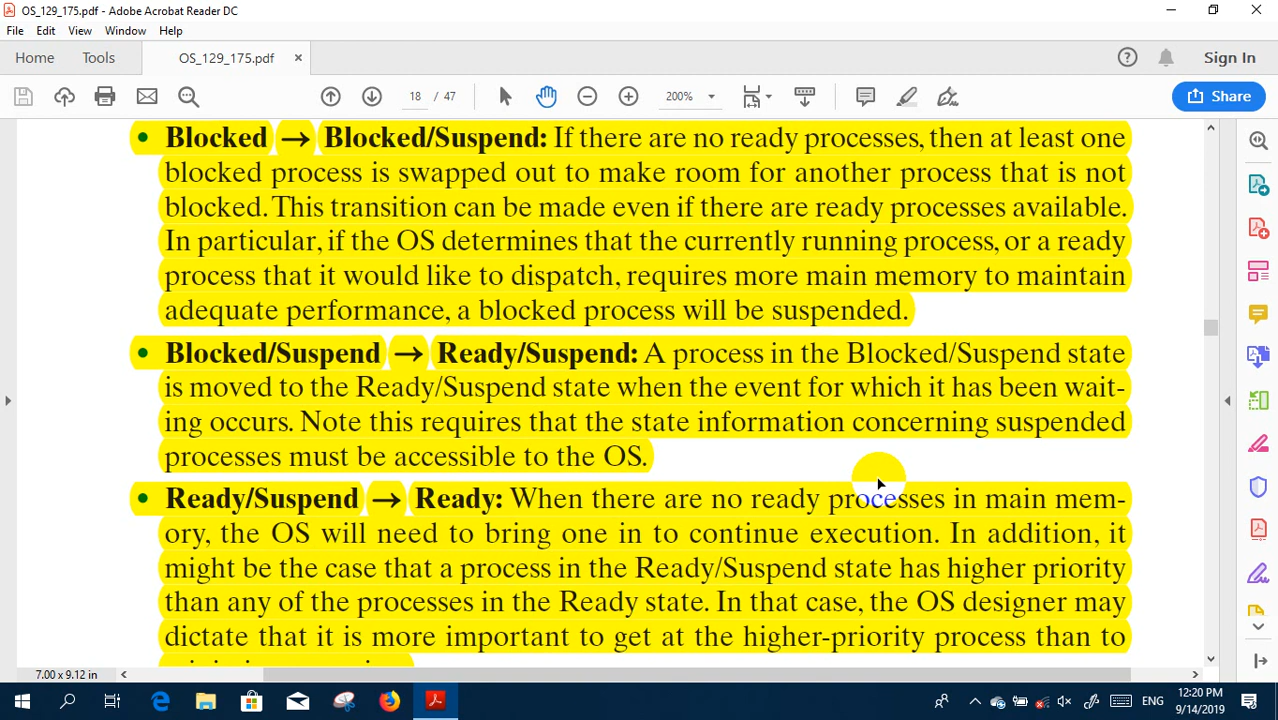 OS_129_175.pdf - Adobe Acrobat Reader DC
File Edit View Window Help
Home Tools OS_129_175.pdf × Sign In
18 / 47 200% Share
• Blocked → Blocked/Suspend: If there are no ready processes, then at least one
blocked process is swapped out to make room for another process that is not
blocked. This transition can be made even if there are ready processes available.
In particular, if the OS determines that the currently running process, or a ready
process that it would like to dispatch, requires more main memory to maintain
adequate performance, a blocked process will be suspended.
• Blocked/Suspend → Ready/Suspend: A process in the Blocked/Suspend state
is moved to the Ready/Suspend state when the event for which it has been wait-
ing occurs. Note this requires that the state information concerning suspended
processes must be accessible to the OS.
• Ready/Suspend → Ready: When there are no ready processes in main mem-
ory, the OS will need to bring one in to continue execution. In addition, it
might be the case that a process in the Ready/Suspend state has higher priority
than any of the processes in the Ready state. In that case, the OS designer may
dictate that it is more important to get at the higher-priority process than to
7.00 x 9.12 in
ENG 12:20 PM
9/14/2019